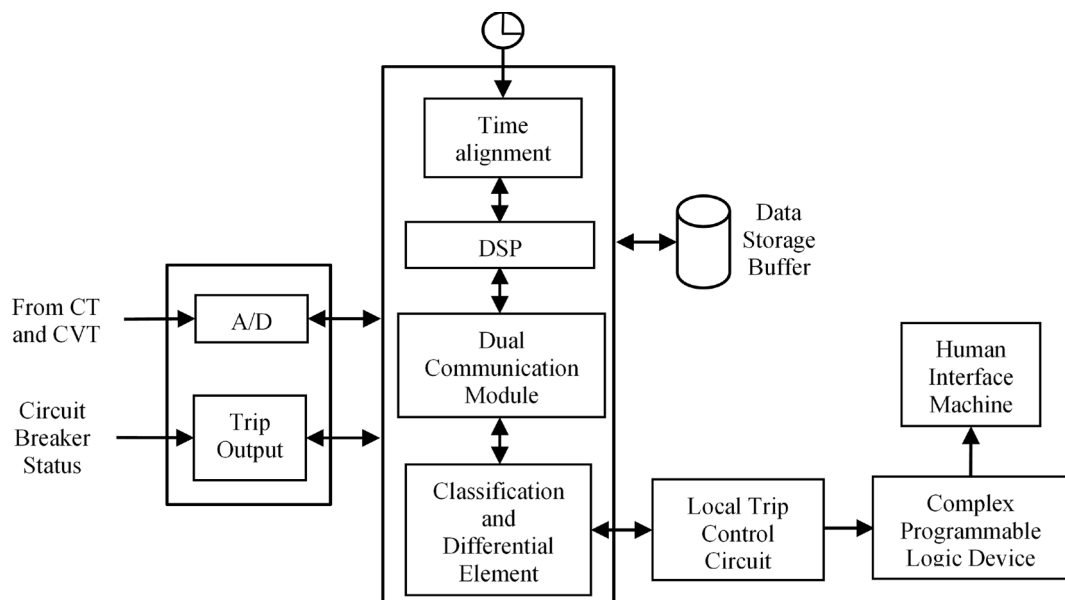 Time
alignment
DSP
Data
Storage
Buffer
From CT
and CVT
A/D
Dual
Communication
Module
Human
Interface
Machine
Circuit
Breaker
Status
Trip
Output
Classification
and
Differential
Element
Local Trip
Control
Circuit
Complex
Programmable
Logic Device